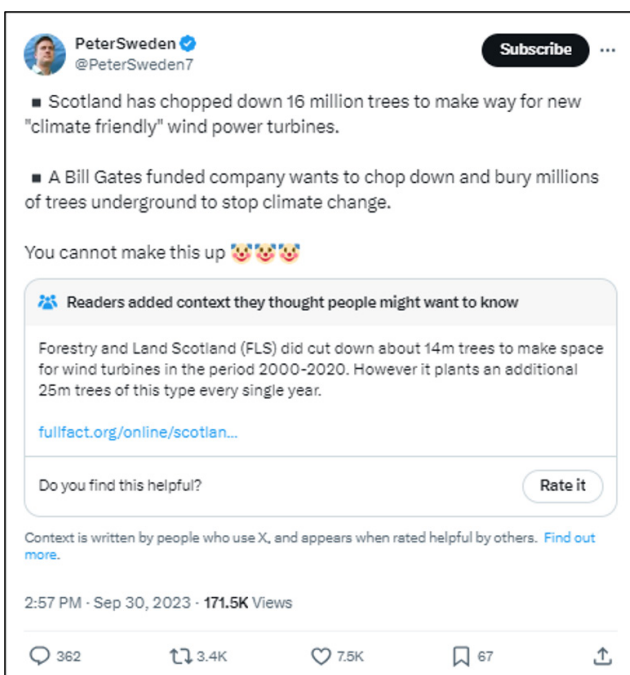 PeterSweden
@PeterSweden7
Subscribe
▪ Scotland has chopped down 16 million trees to make way for new
"climate friendly" wind power turbines.
▪ A Bill Gates funded company wants to chop down and bury millions
of trees underground to stop climate change.
You cannot make this up 🤡🤡🤡
Readers added context they thought people might want to know
Forestry and Land Scotland (FLS) did cut down about 14m trees to make space
for wind turbines in the period 2000-2020. However it plants an additional
25m trees of this type every single year.
fullfact.org/online/scotlan...
Do you find this helpful?
Rate it
Context is written by people who use X, and appears when rated helpful by others. Find out
more.
2:57 PM · Sep 30, 2023 · 171.5K Views
362 3.4K 7.5K 67